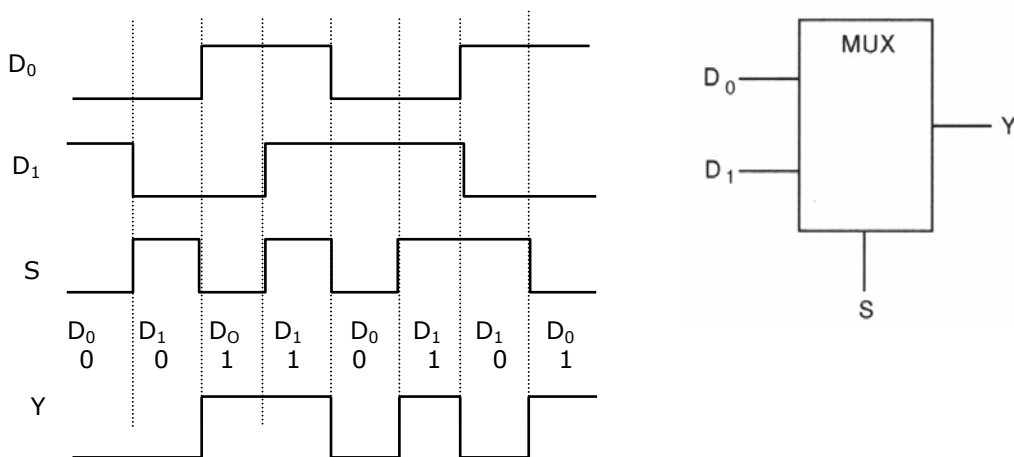 D₀
D₁
S
D₀ D₁ D_O D₁ D₀ D₁ D₁ D₀
0 0 1 1 0 1 0 1
Y
MUX
D₀
Y
D₁
S